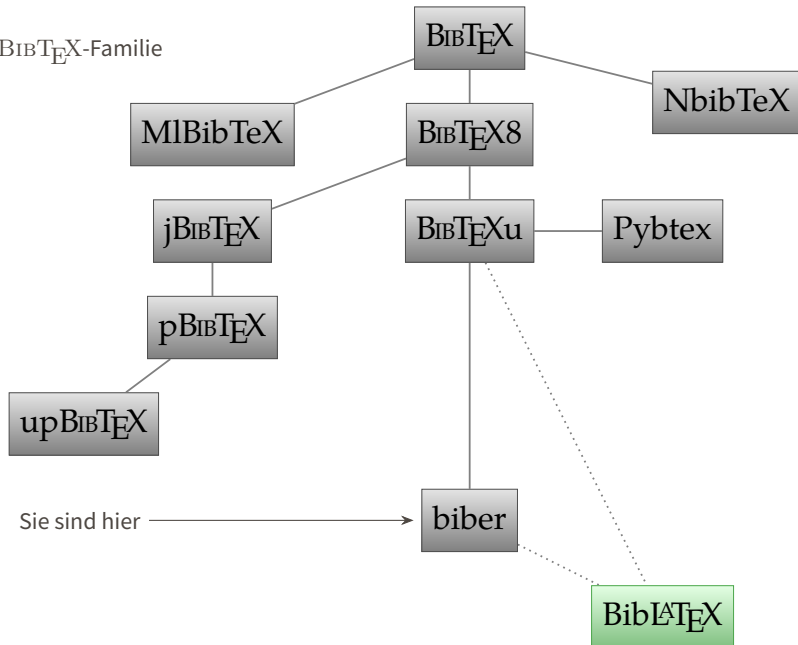 BIBTEX
BIBTEX-Familie
NbibTeX
MlBibTeX
BIBTEX8
jBIBTEX
BIBTEXu
Pybtex
pBIBTEX
upBIBTEX
Sie sind hier
biber
BibLATEX